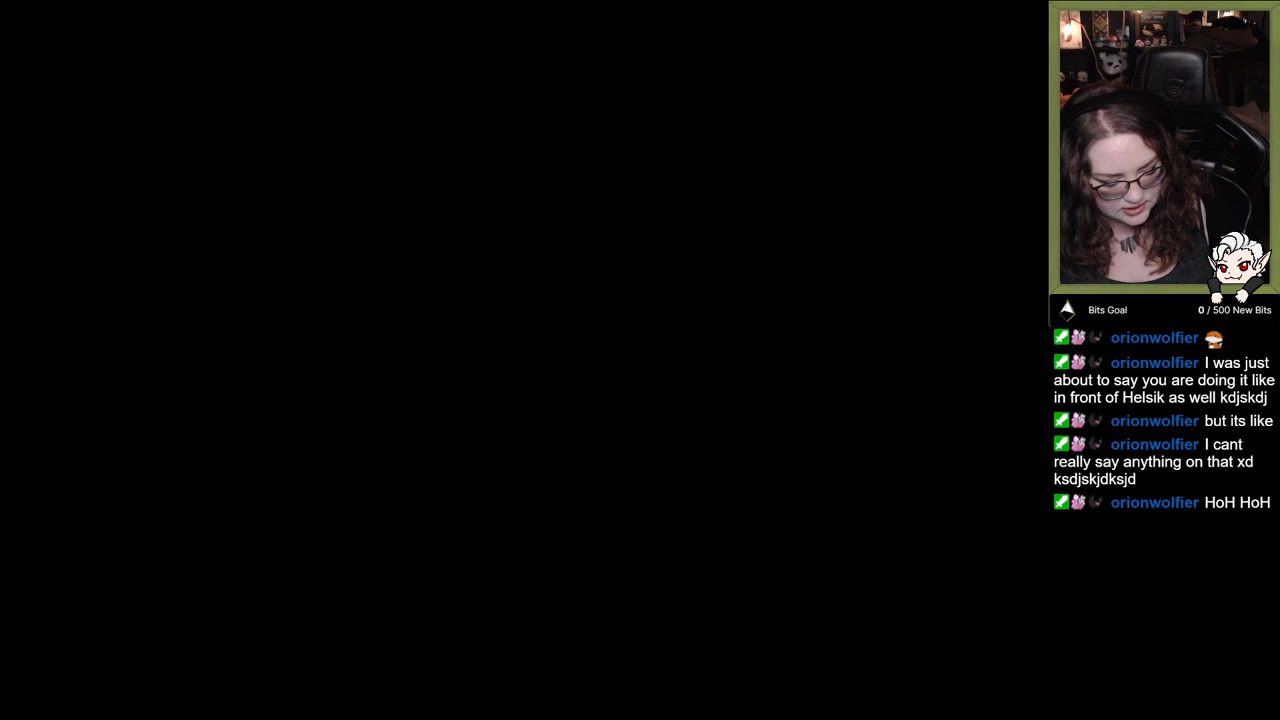 Bits Goal 0 / 500 New Bits
orionwolfier
orionwolfier I was just
about to say you are doing it like
in front of Helsik as well kdjskdj
orionwolfier but its like
orionwolfier I cant
really say anything on that xd
ksdjskjdksjd
orionwolfier HoH HoH